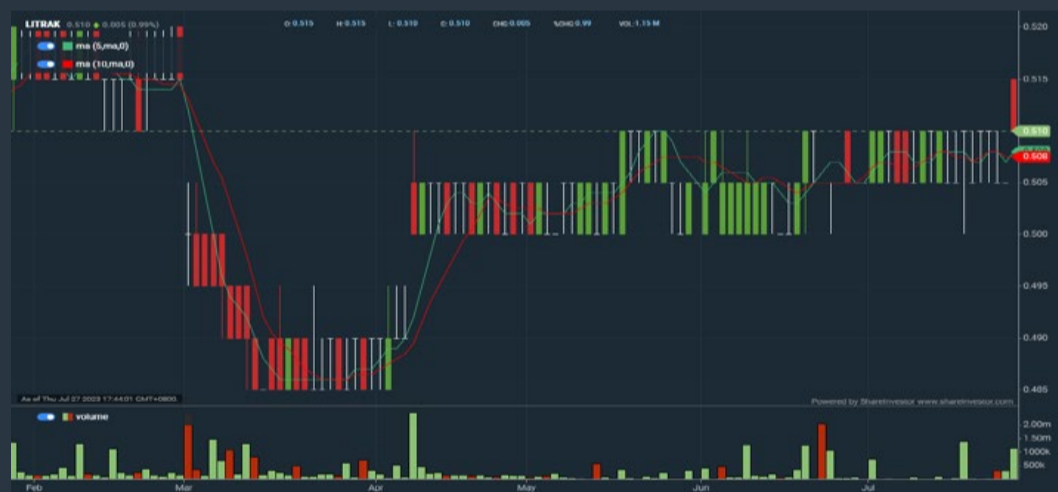 LITRAK 0.510 0.005 (0.99%) O: 0.515 H: 0.515 L: 0.510 C: 0.510 CHG: 0.005 %CHG: 0.99 VOL: 1.15 M
ma (5,ma,0)
ma (10,ma,0)
0.520
0.515
0.510
0.508
0.505
0.500
0.495
0.490
0.485
As of Thu Jul 27 2023 17:44:01 GMT+0800.
Powered by ShareInvestor www.shareinvestor.com
volume
2.00m
1.50m
1000k
500k
Feb Mar Apr May Jun Jul